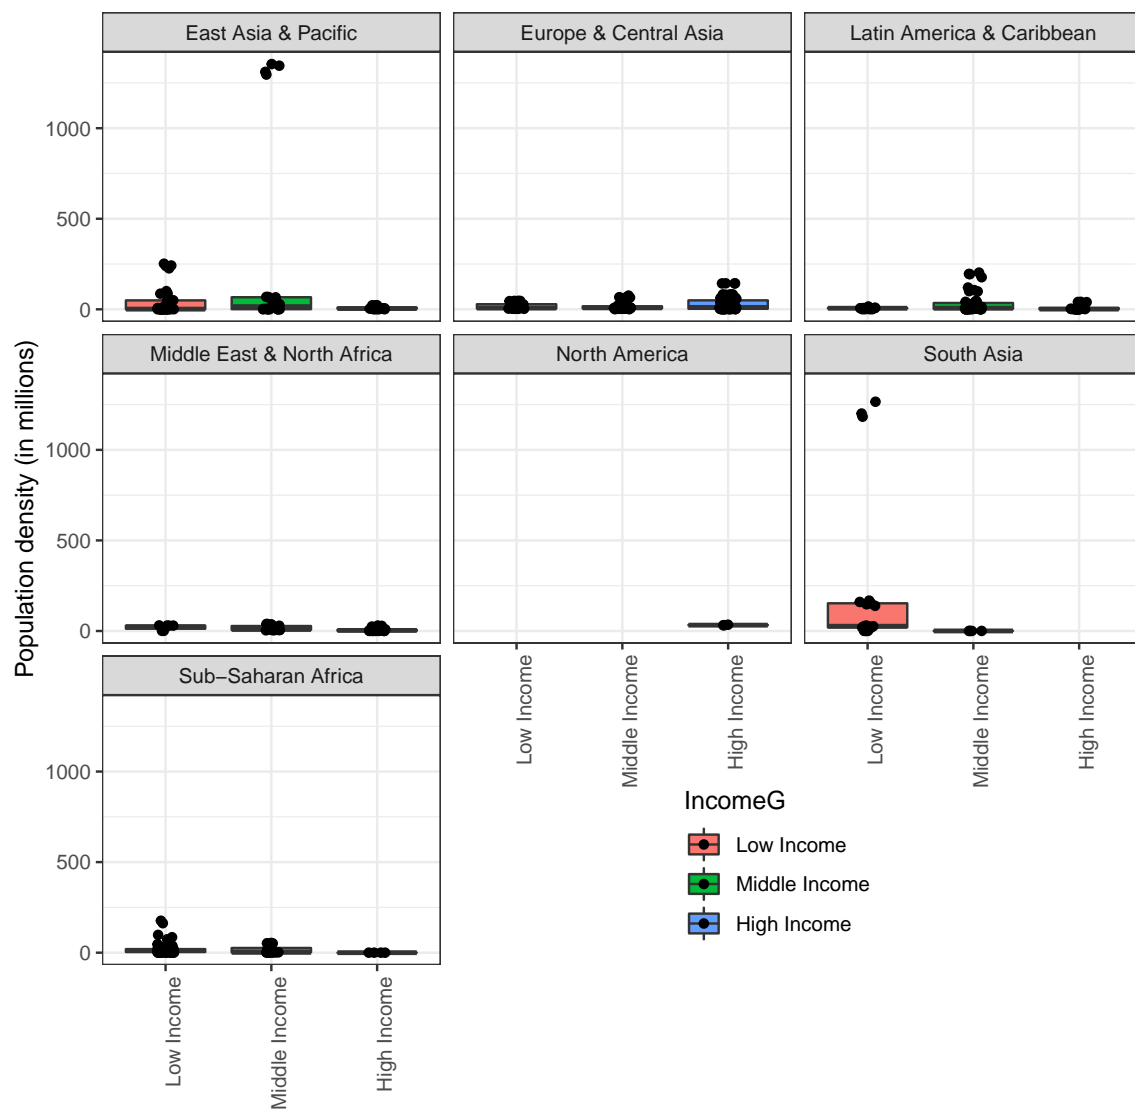 East Asia & Pacific
Europe & Central Asia
Latin America & Caribbean
1000
500
0
Middle East & North Africa
North America
South Asia
Population density (in millions)
1000
500
0
Sub−Saharan Africa
Low Income
Middle Income
High Income
Low Income
Middle Income
High Income
1000
500
0
IncomeG
Low Income
Middle Income
High Income
Low Income
Middle Income
High Income